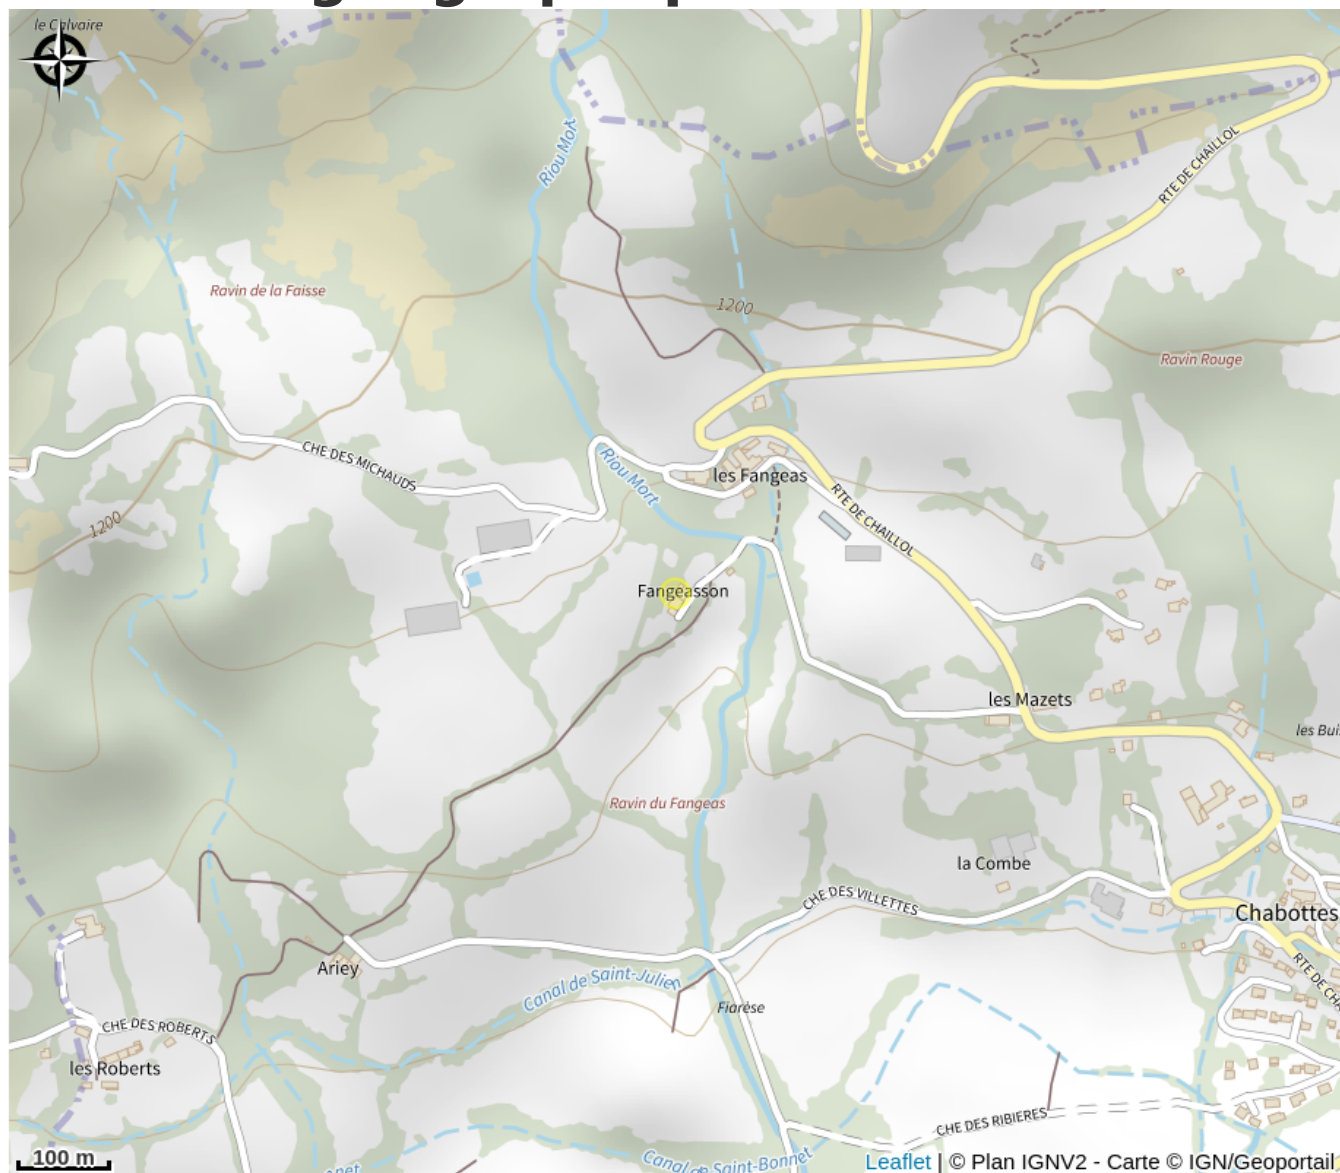 le Calvaire
Riou Mort
RTE DE CHAILLOL
Ravin de la Faisse
1200
Ravin Rouge
CHE DES MICHAUDS
Riou Mort
les Fangeas
RTE DE CHAILLOL
1200
Fangeasson
les Mazets
les Bui
Ravin du Fangeas
la Combe
CHE DES VILLETTES
Chabottes
Ariey
Canal de Saint-Julien
RTE DE CHA
Fiarèse
CHE DES ROBERTS
les Roberts
CHE DES RIBIERES
100 m
Canal de Saint-Bonnet
Leaflet | © Plan IGNV2 - Carte © IGN/Geoportail